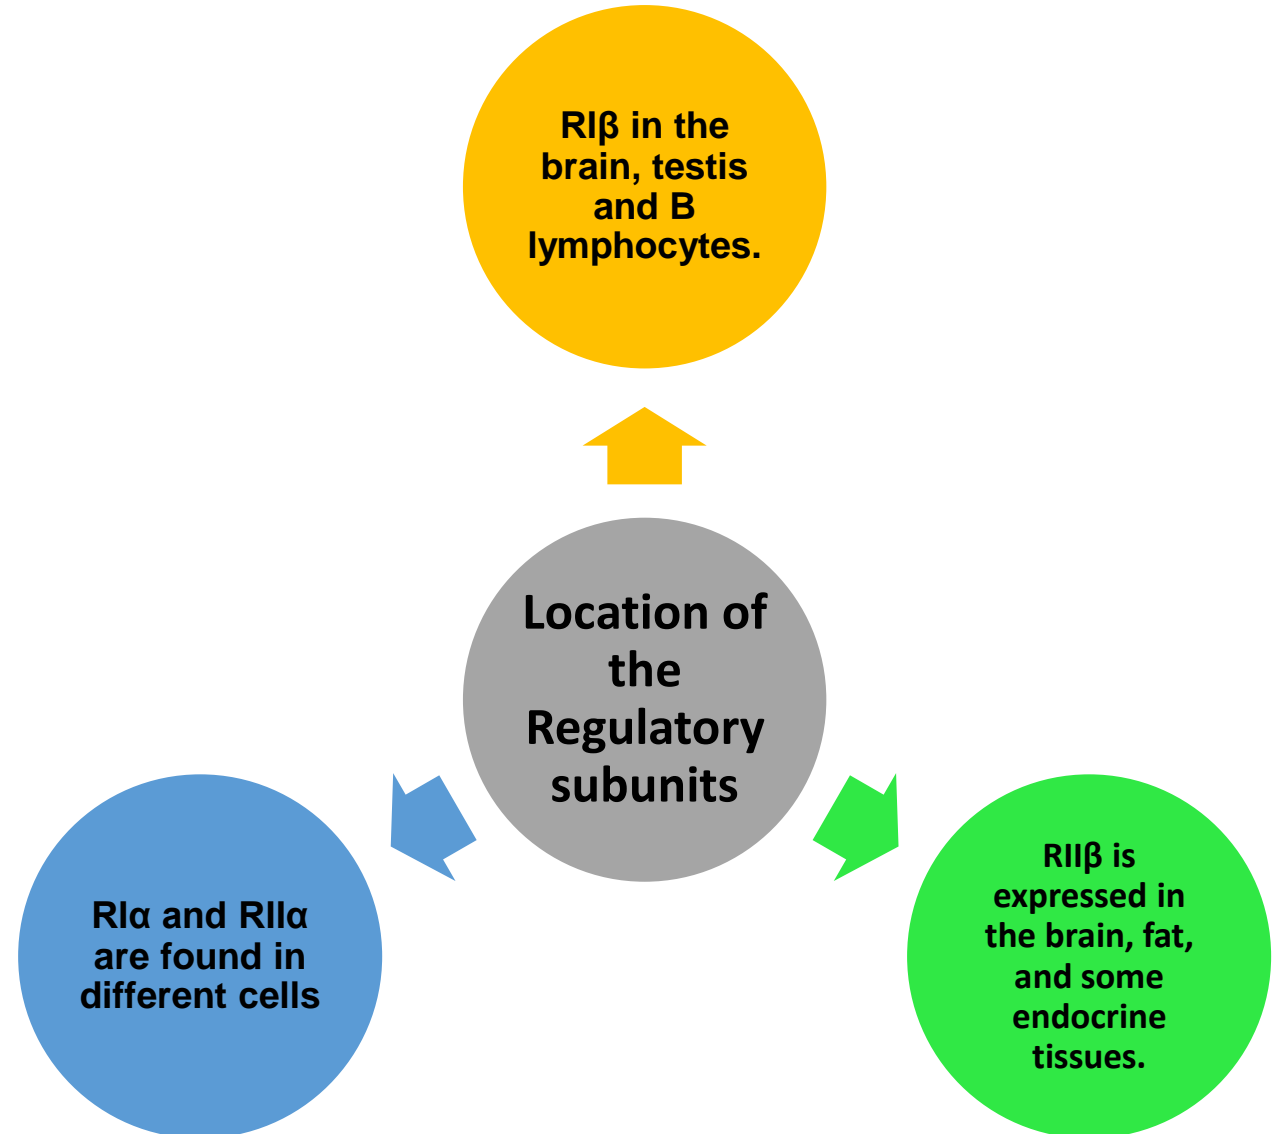 RIβ in the
brain, testis
and B
lymphocytes.
Location of
the
Regulatory
subunits
RIα and RIIα
are found in
different cells
RIIβ is
expressed in
the brain, fat,
and some
endocrine
tissues.